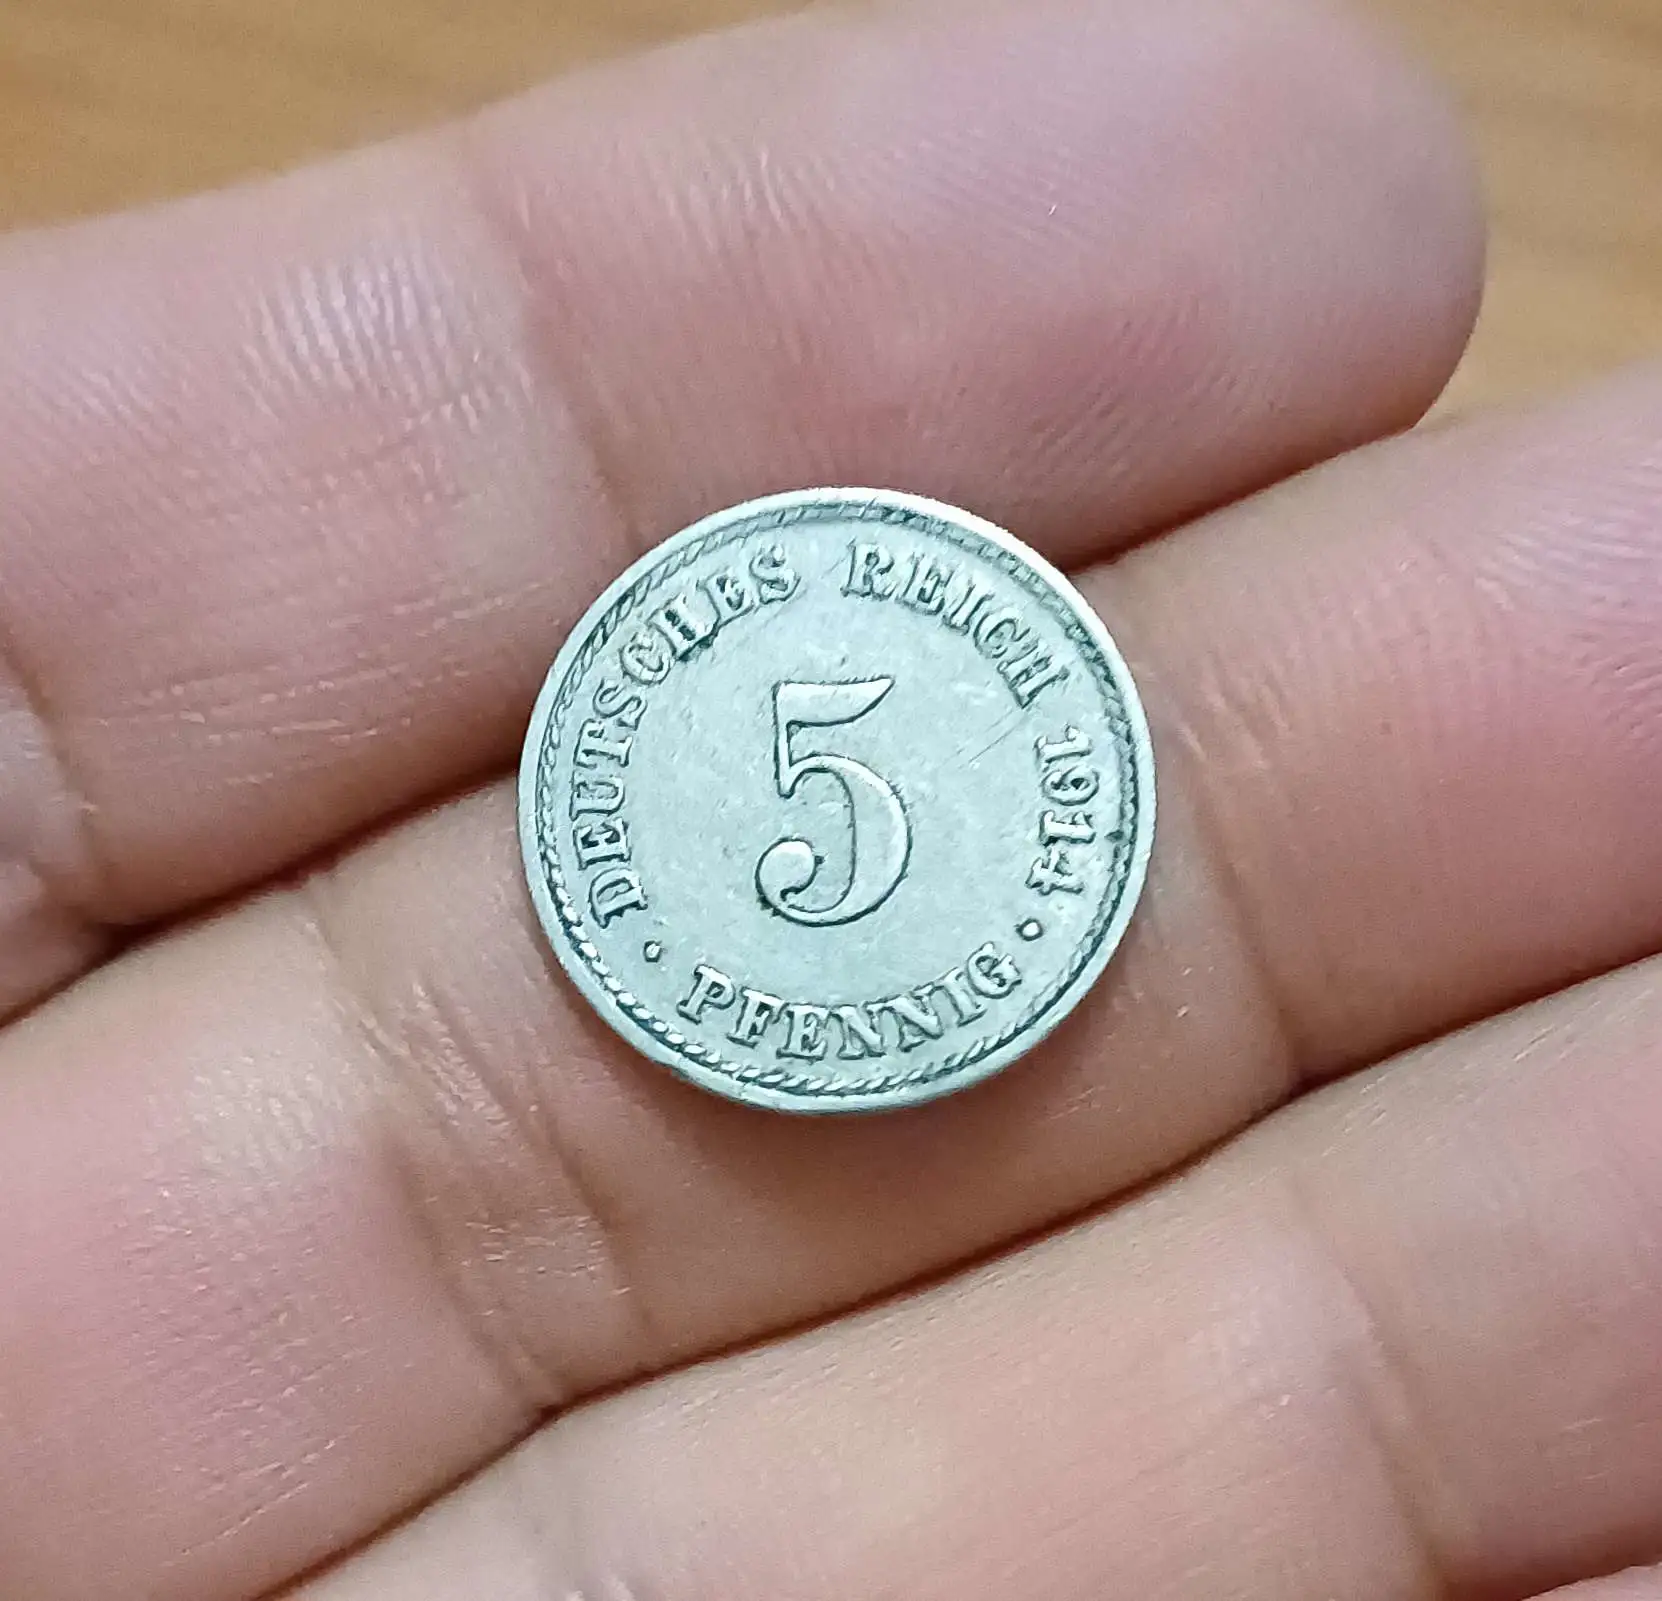 DEUTSCHES REICH 1914
5
· PFENNIG ·